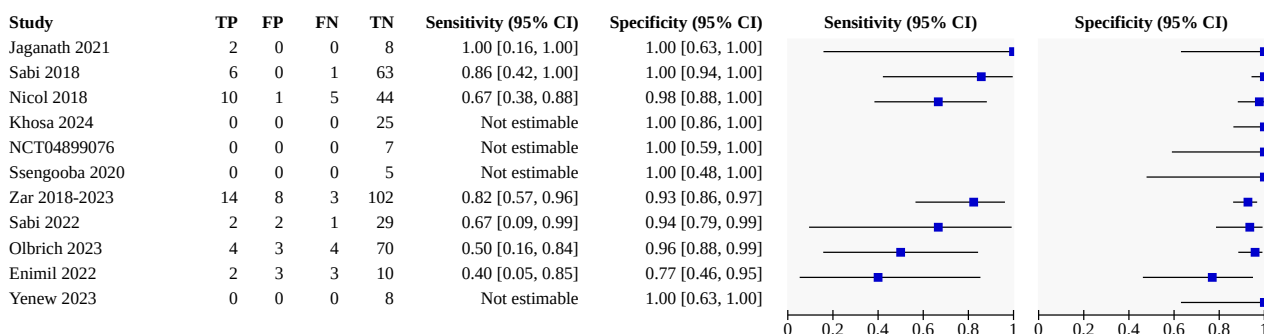 Study TP FP FN TN Sensitivity (95% CI) Specificity (95% CI) Sensitivity (95% CI) Specificity (95% CI)
Jaganath 2021 2 0 0 8 1.00 [0.16, 1.00] 1.00 [0.63, 1.00]
Sabi 2018 6 0 1 63 0.86 [0.42, 1.00] 1.00 [0.94, 1.00]
Nicol 2018 10 1 5 44 0.67 [0.38, 0.88] 0.98 [0.88, 1.00]
Khosa 2024 0 0 0 25 Not estimable 1.00 [0.86, 1.00]
NCT04899076 0 0 0 7 Not estimable 1.00 [0.59, 1.00]
Ssengooba 2020 0 0 0 5 Not estimable 1.00 [0.48, 1.00]
Zar 2018-2023 14 8 3 102 0.82 [0.57, 0.96] 0.93 [0.86, 0.97]
Sabi 2022 2 2 1 29 0.67 [0.09, 0.99] 0.94 [0.79, 0.99]
Olbrich 2023 4 3 4 70 0.50 [0.16, 0.84] 0.96 [0.88, 0.99]
Enimil 2022 2 3 3 10 0.40 [0.05, 0.85] 0.77 [0.46, 0.95]
Yenew 2023 0 0 0 8 Not estimable 1.00 [0.63, 1.00]
0 0.2 0.4 0.6 0.8 1 0 0.2 0.4 0.6 0.8 1